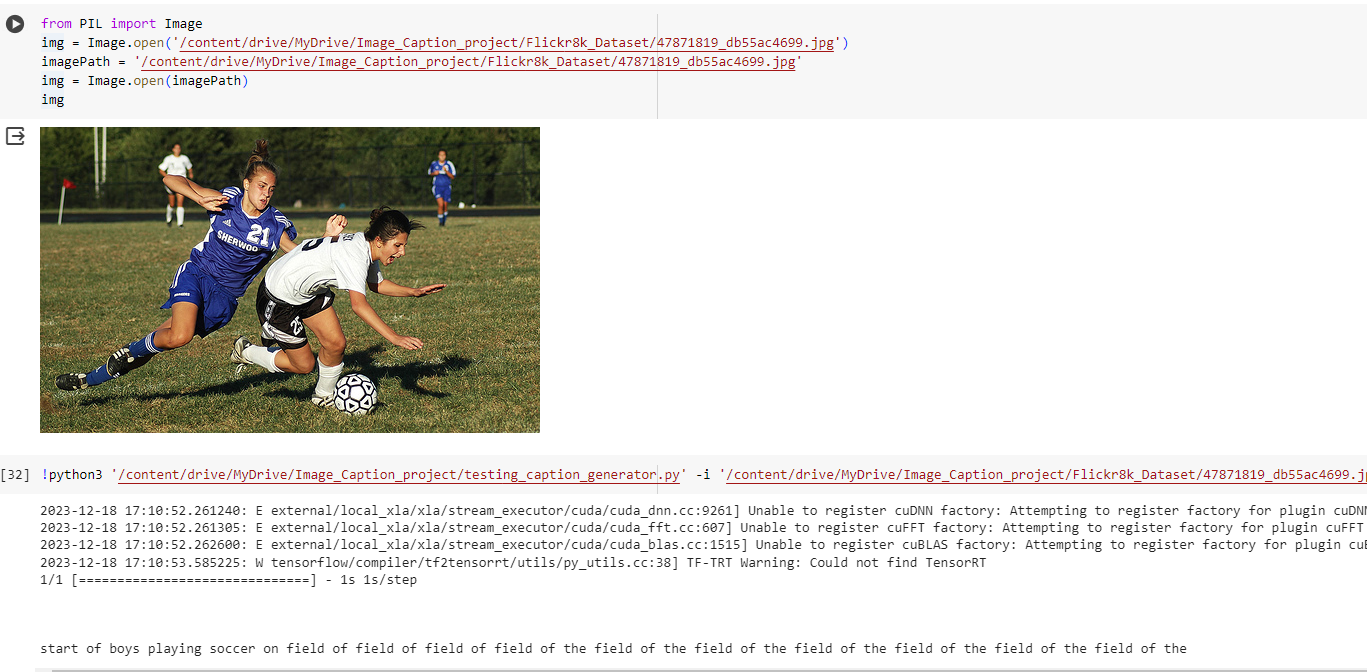 from PIL import Image
img = Image.open('/content/drive/MyDrive/Image_Caption_project/Flickr8k_Dataset/47871819_db55ac4699.jpg')
imagePath = '/content/drive/MyDrive/Image_Caption_project/Flickr8k_Dataset/47871819_db55ac4699.jpg'
img = Image.open(imagePath)
img
21
SHERWOO
25
[32] !python3 '/content/drive/MyDrive/Image_Caption_project/testing_caption_generator.py' -i '/content/drive/MyDrive/Image_Caption_project/Flickr8k_Dataset/47871819_db55ac4699.j
2023-12-18 17:10:52.261240: E external/local_xla/xla/stream_executor/cuda/cuda_dnn.cc:9261] Unable to register cuDNN factory: Attempting to register factory for plugin cuDN
2023-12-18 17:10:52.261305: E external/local_xla/xla/stream_executor/cuda/cuda_fft.cc:607] Unable to register cuFFT factory: Attempting to register factory for plugin cuFFT
2023-12-18 17:10:52.262600: E external/local_xla/xla/stream_executor/cuda/cuda_blas.cc:1515] Unable to register cuBLAS factory: Attempting to register factory for plugin cu
2023-12-18 17:10:53.585225: W tensorflow/compiler/tf2tensorrt/utils/py_utils.cc:38] TF-TRT Warning: Could not find TensorRT
1/1 [==============================] - 1s 1s/step
start of boys playing soccer on field of field of field of field of the field of the field of the field of the field of the field of the field of the